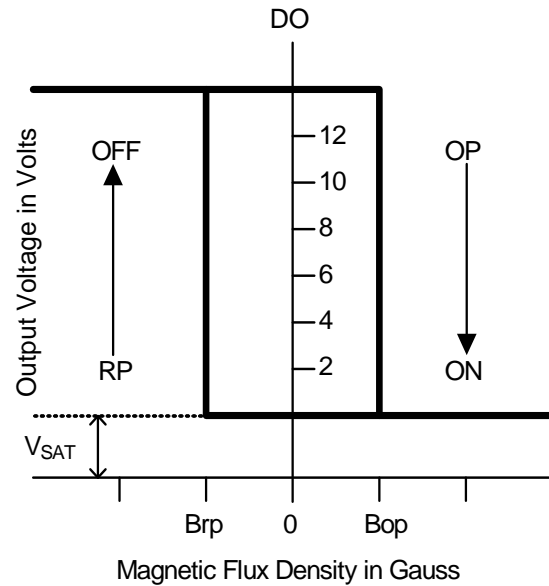 DO
12
OFF
OP
10
8
6
4
RP
2
ON
Output Voltage in Volts
VSAT
Brp
0
Bop
Magnetic Flux Density in Gauss